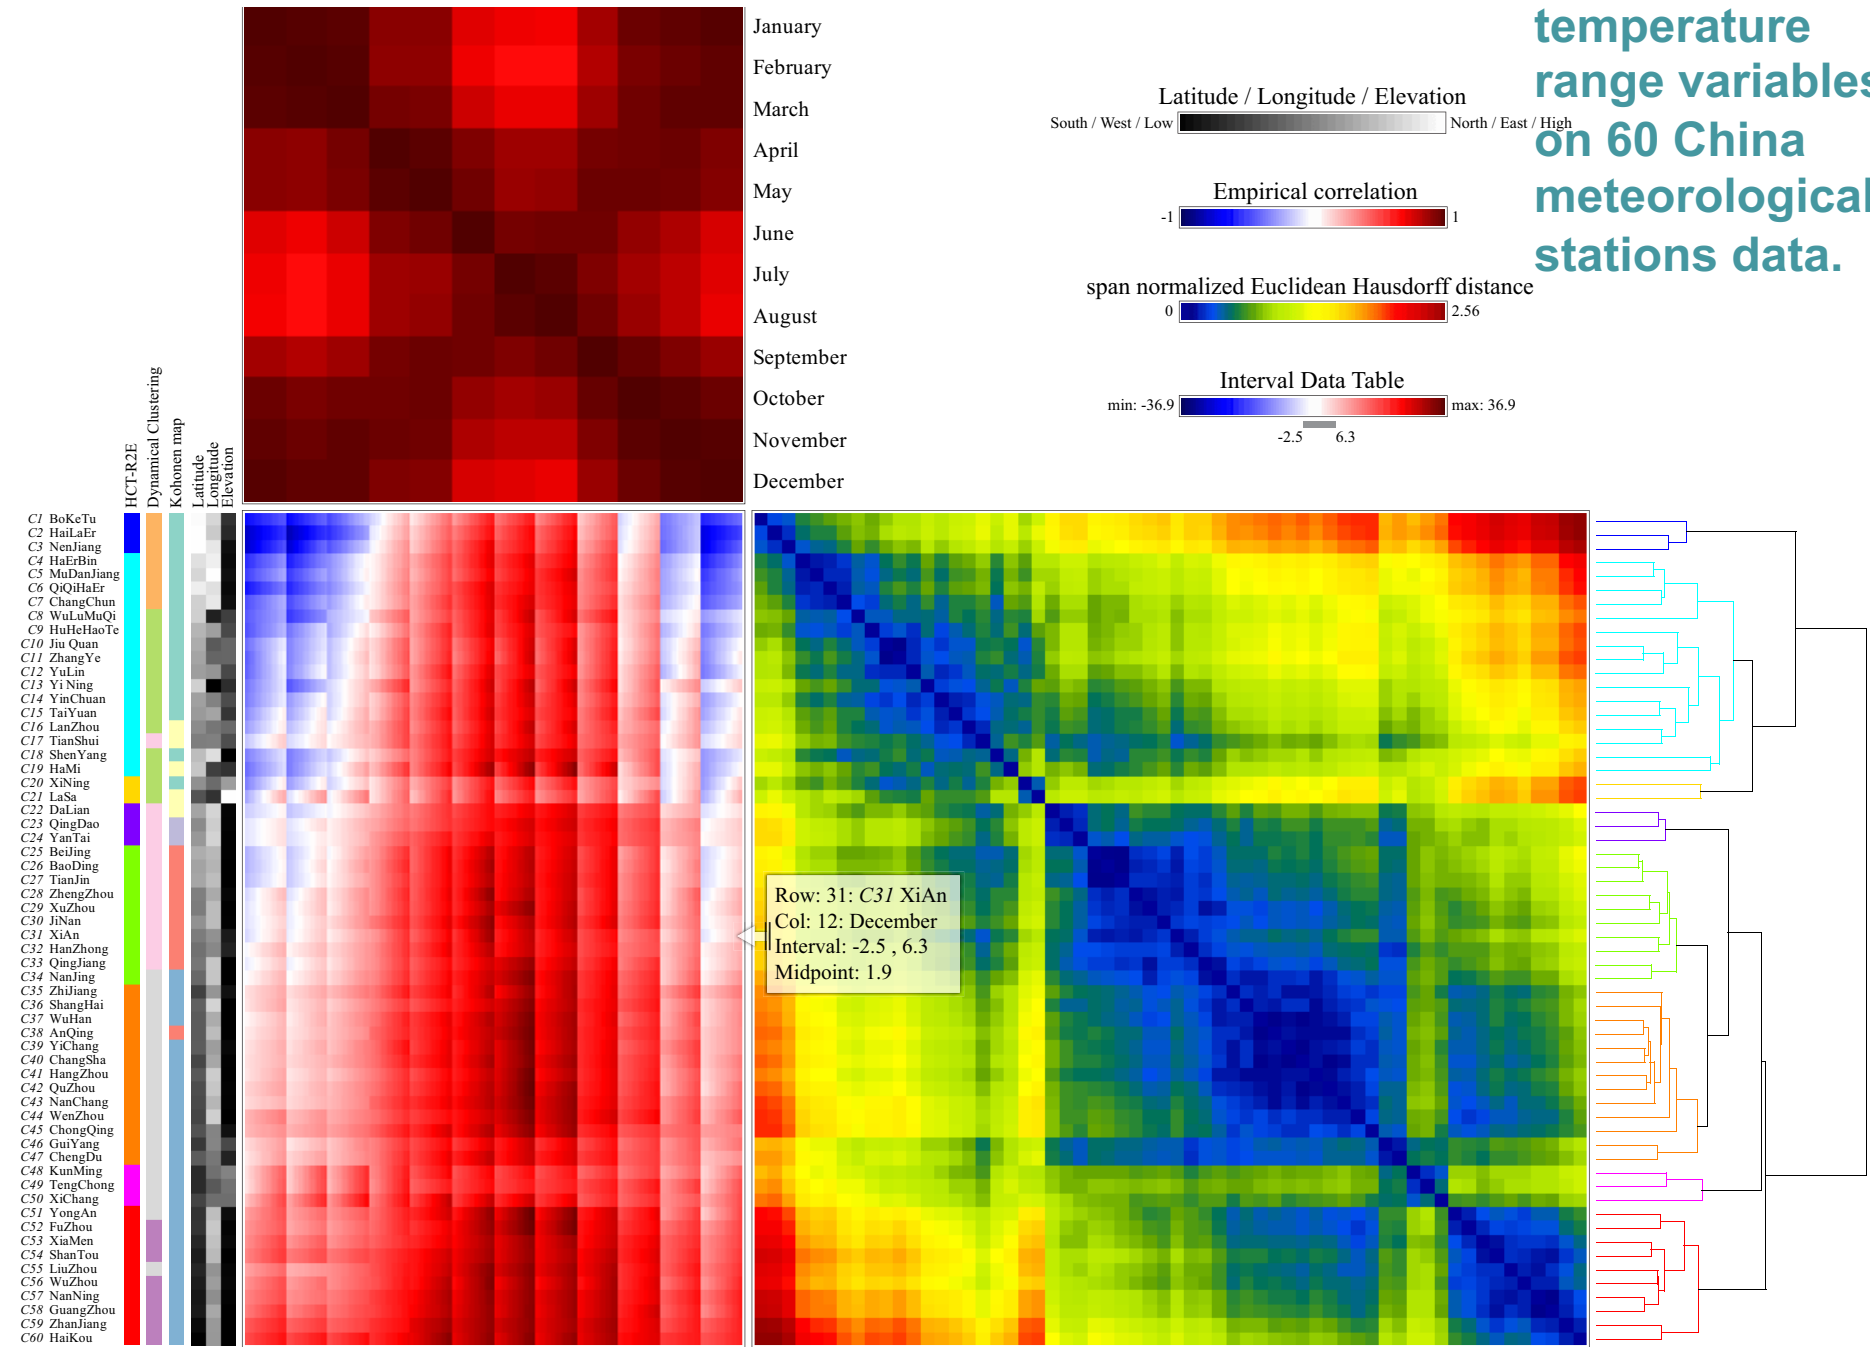 temperature
range variables
on 60 China
meteorological
stations data.
January
February
March
April
May
June
July
August
September
October
November
December
Latitude / Longitude / Elevation
South / West / Low
North / East / High
Empirical correlation
-1
1
span normalized Euclidean Hausdorff distance
0
2.56
Interval Data Table
min: -36.9
max: 36.9
-2.5
6.3
HCT-R2E
Dynamical Clustering
Kohonen map
Latitude
Longitude
Elevation
C1 BoKeTu
C2 HaiLaEr
C3 NenJiang
C4 HaErBin
C5 MuDanJiang
C6 QiQiHaEr
C7 ChangChun
C8 WuLuMuQi
C9 HuHeHaoTe
C10 Jiu Quan
C11 ZhangYe
C12 YuLin
C13 Yi Ning
C14 YinChuan
C15 TaiYuan
C16 LanZhou
C17 TianShui
C18 ShenYang
C19 HaMi
C20 XiNing
C21 LaSa
C22 DaLian
C23 QingDao
C24 YanTai
C25 BeiJing
C26 BaoDing
C27 TianJin
C28 ZhengZhou
C29 XuZhou
C30 JiNan
C31 XiAn
C32 HanZhong
C33 QingJiang
C34 NanJing
C35 ZhiJiang
C36 ShangHai
C37 WuHan
C38 AnQing
C39 YiChang
C40 ChangSha
C41 HangZhou
C42 QuZhou
C43 NanChang
C44 WenZhou
C45 ChongQing
C46 GuiYang
C47 ChengDu
C48 KunMing
C49 TengChong
C50 XiChang
C51 YongAn
C52 FuZhou
C53 XiaMen
C54 ShanTou
C55 LiuZhou
C56 WuZhou
C57 NanNing
C58 GuangZhou
C59 ZhanJiang
C60 HaiKou
Row: 31: C31 XiAn
Col: 12: December
Interval: -2.5 , 6.3
Midpoint: 1.9